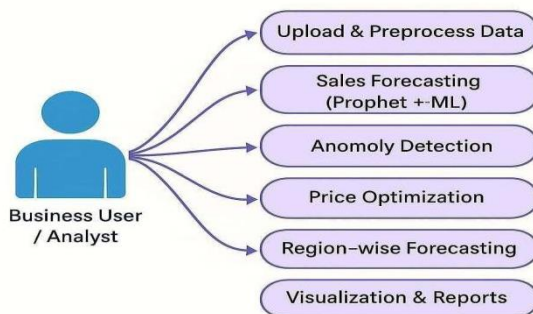 Upload & Preprocess Data
Sales Forecasting
(Prophet +-ML)
Anomoly Detection
Price Optimization
Region-wise Forecasting
Visualization & Reports
Business User
/ Analyst